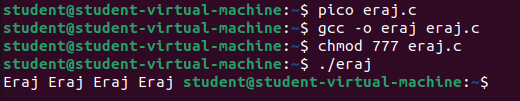 student@student-virtual-machine:~$ pico eraj.c
student@student-virtual-machine:~$ gcc -o eraj eraj.c
student@student-virtual-machine:~$ chmod 777 eraj.c
student@student-virtual-machine:~$ ./eraj
Eraj Eraj Eraj Eraj student@student-virtual-machine:~$